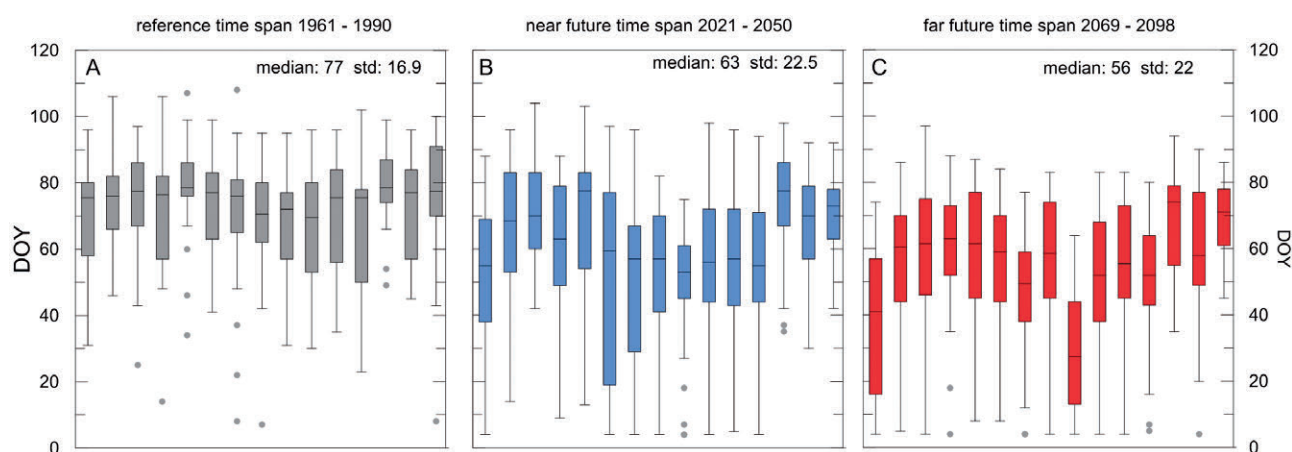 reference time span 1961 - 1990
near future time span 2021 - 2050
far future time span 2069 - 2098
120
100
80
60
40
20
0
DOY
A
median: 77 std: 16.9
B
median: 63 std: 22.5
C
median: 56 std: 22
120
100
80
60
40
20
0
DOY